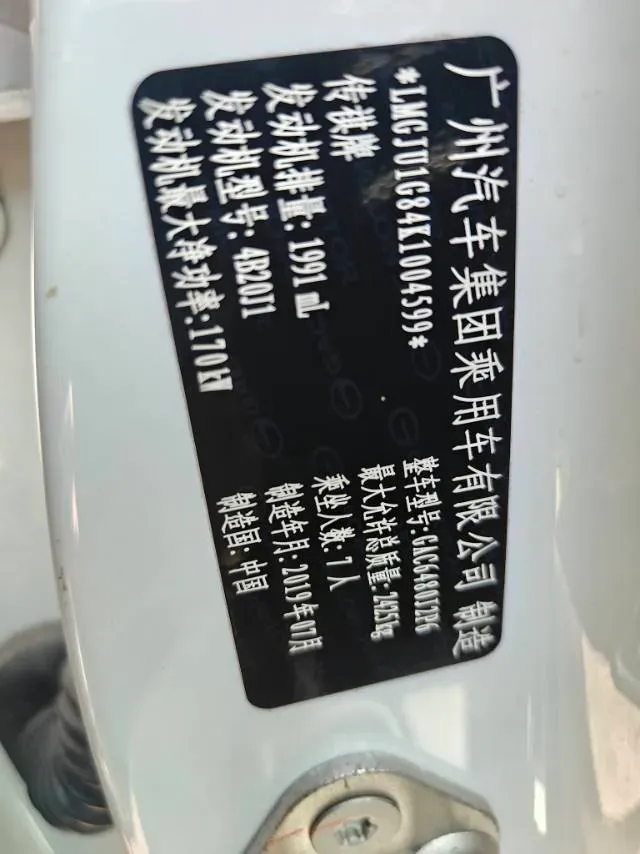 广州汽车集团乘用车有限公司 制造
*LMGJU1G84K1004599*
传祺牌
整车型号:GAC6480J2P6
发动机排量:1991 mL
最大允许总质量:2425kg
发动机型号:4B20J1
乘坐人数:7人
发动机最大净功率:170kW
制造年月:2019年07月
制造国:中国